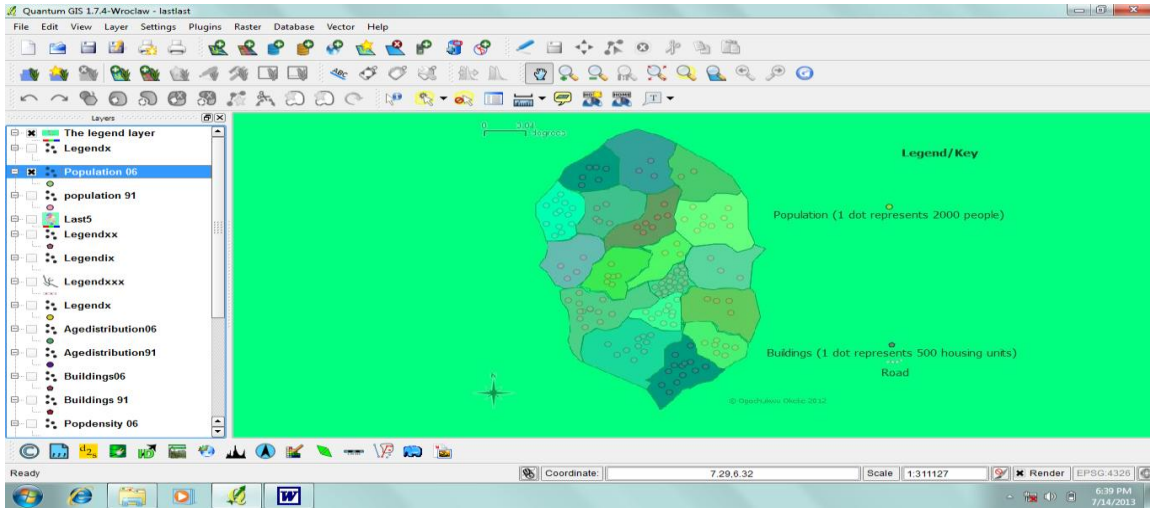 Quantum GIS 1.7.4-Wroclaw - lastlast
File Edit View Layer Settings Plugins Raster Database Vector Help
Layers
The legend layer
Legendx
Population 06
population 91
Last5
Legendxx
Legendix
Legendxxx
Legendx
Agedistribution06
Agedistribution91
Buildings06
Buildings 91
Popdensity 06
0
degrees
Legend/Key
Population (1 dot represents 2000 people)
Buildings (1 dot represents 500 housing units)
Road
N
2012
Ready
Coordinate: 7.29,6.32 Scale 1:311127 Render EPSG:4326
6:39 PM
7/14/2013